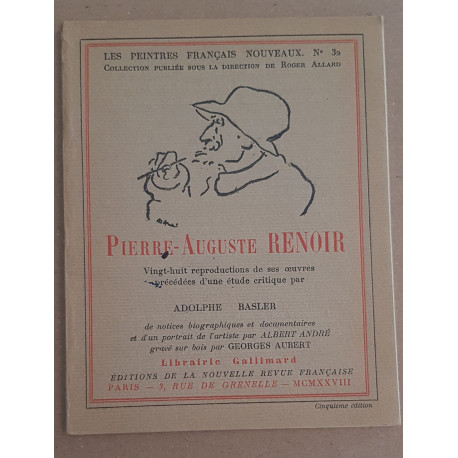 LES PEINTRES FRANÇAIS NOUVEAUX. Nº 39
COLLECTION PUBLIÉE SOUS LA DIRECTION DE ROGER ALLARD
PIERRE-AUGUSTE RENOIR
Vingt-huit reproductions de ses œuvres
précédées d'une étude critique par
ADOLPHE BASLER
de notices biographiques et documentaires
et d'un portrait de l'artiste par ALBERT ANDRÉ
gravé sur bois par GEORGES AUBERT
Librairie Gallimard
ÉDITIONS DE LA NOUVELLE REVUE FRANÇAISE
PARIS — 3, RUE DE GRENELLE — MCMXXVIII
Cinquième édition